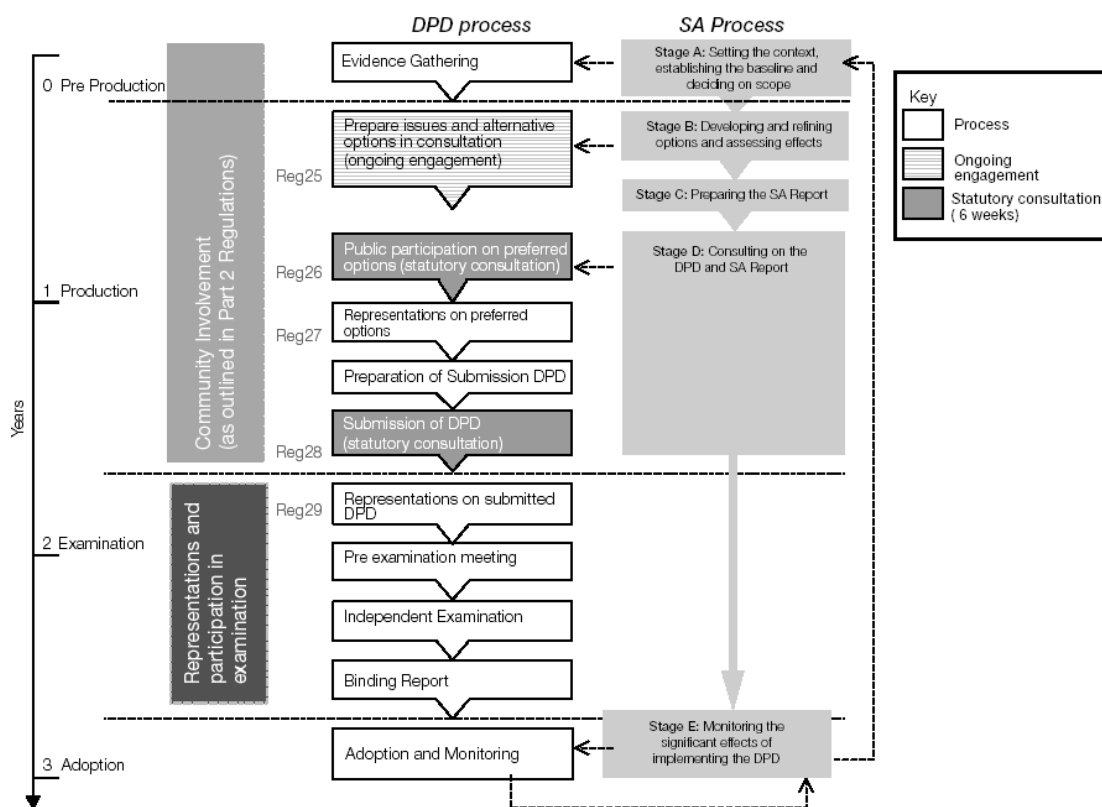 DPD process
SA Process
Evidence Gathering
Stage A: Setting the context,
establishing the baseline and
deciding on scope
0 Pre Production
Key
Process
Ongoing
engagement
Statutory consultation
( 6 weeks)
Prepare issues and alternative
options in consultation
(ongoing engagement)
Stage B: Developing and refining
options and assessing effects
Reg25
Stage C: Preparing the SA Report
Community Involvement
(as outlined in Part 2 Regulations)
Public participation on preferred
options (statutory consultation)
Stage D: Consulting on the
DPD and SA Report
Reg26
1 Production
Representations on preferred
options
Reg27
Preparation of Submission DPD
Years
Submission of DPD
(statutory consultation)
Reg28
Representations and
participation in
examination
Representations on submitted
DPD
Reg29
2 Examination
Pre examination meeting
Independent Examination
Binding Report
Stage E: Monitoring the
significant effects of
implementing the DPD
Adoption and Monitoring
3 Adoption